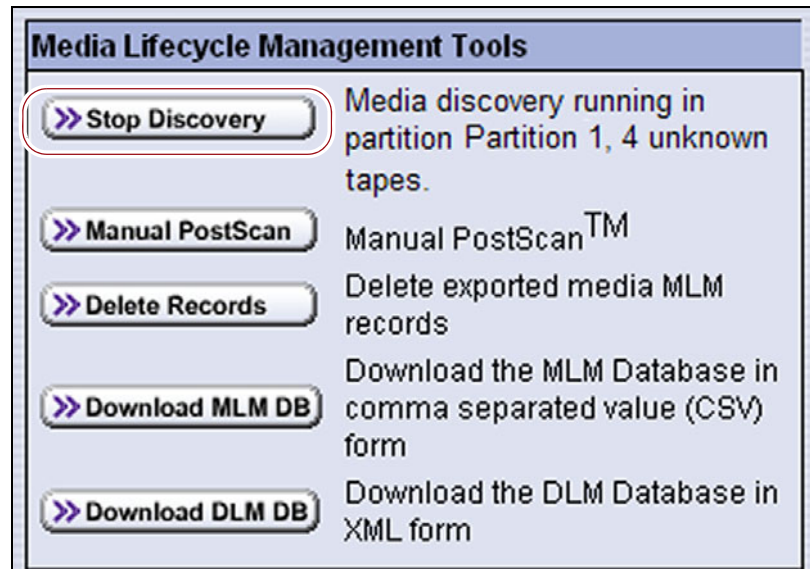 Media Lifecycle Management Tools
>> Stop Discovery
Media discovery running in
partition Partition 1, 4 unknown
tapes.
>> Manual PostScan
Manual PostScan™
>> Delete Records
Delete exported media MLM
records
>> Download MLM DB
Download the MLM Database in
comma separated value (CSV)
form
>> Download DLM DB
Download the DLM Database in
XML form